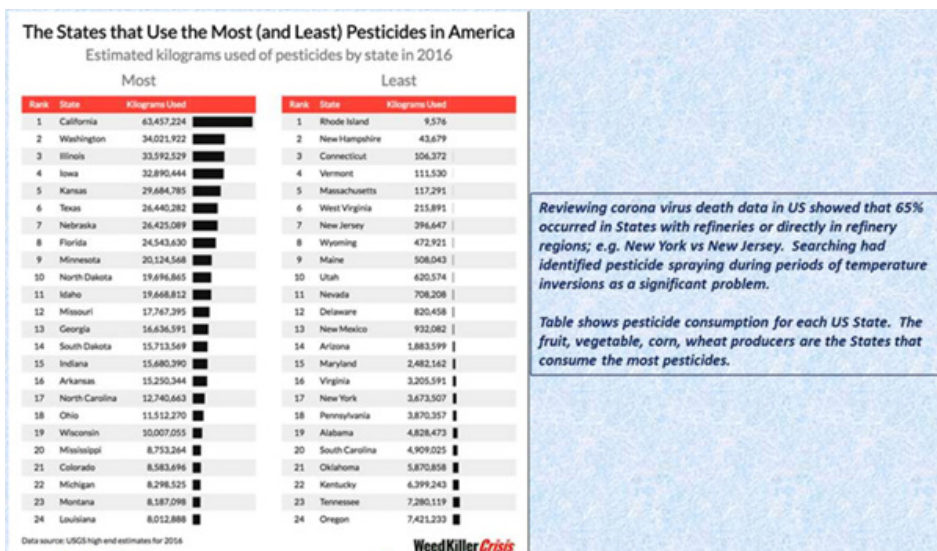 The States that Use the Most (and Least) Pesticides in America
Estimated kilograms used of pesticides by state in 2016
Most
Rank State Kilograms Used
1 California 63,457,224
2 Washington 34,021,922
3 Illinois 33,592,529
4 Iowa 32,890,444
5 Kansas 29,684,785
6 Texas 26,440,282
7 Nebraska 26,425,089
8 Florida 24,543,630
9 Minnesota 20,124,568
10 North Dakota 19,696,865
11 Idaho 19,668,812
12 Missouri 17,767,395
13 Georgia 16,636,591
14 South Dakota 15,713,569
15 Indiana 15,680,390
16 Arkansas 15,250,344
17 North Carolina 12,740,663
18 Ohio 11,512,270
19 Wisconsin 10,007,055
20 Mississippi 8,753,264
21 Colorado 8,583,696
22 Michigan 8,298,525
23 Montana 8,187,098
24 Louisiana 8,012,888
Least
Rank State Kilograms Used
1 Rhode Island 9,576
2 New Hampshire 43,679
3 Connecticut 106,372
4 Vermont 111,530
5 Massachusetts 117,291
6 West Virginia 215,891
7 New Jersey 396,647
8 Wyoming 472,921
9 Maine 508,043
10 Utah 620,574
11 Nevada 708,208
12 Delaware 820,458
13 New Mexico 932,082
14 Arizona 1,883,599
15 Maryland 2,482,162
16 Virginia 3,205,591
17 New York 3,673,507
18 Pennsylvania 3,870,357
19 Alabama 4,828,473
20 South Carolina 4,909,025
21 Oklahoma 5,870,858
22 Kentucky 6,399,243
23 Tennessee 7,280,119
24 Oregon 7,421,233
Data source: USGS high end estimates for 2016
WeedKiller Crisis
Reviewing corona virus death data in US showed that 65%
occurred in States with refineries or directly in refinery
regions; e.g. New York vs New Jersey. Searching had
identified pesticide spraying during periods of temperature
inversions as a significant problem.
Table shows pesticide consumption for each US State. The
fruit, vegetable, corn, wheat producers are the States that
consume the most pesticides.